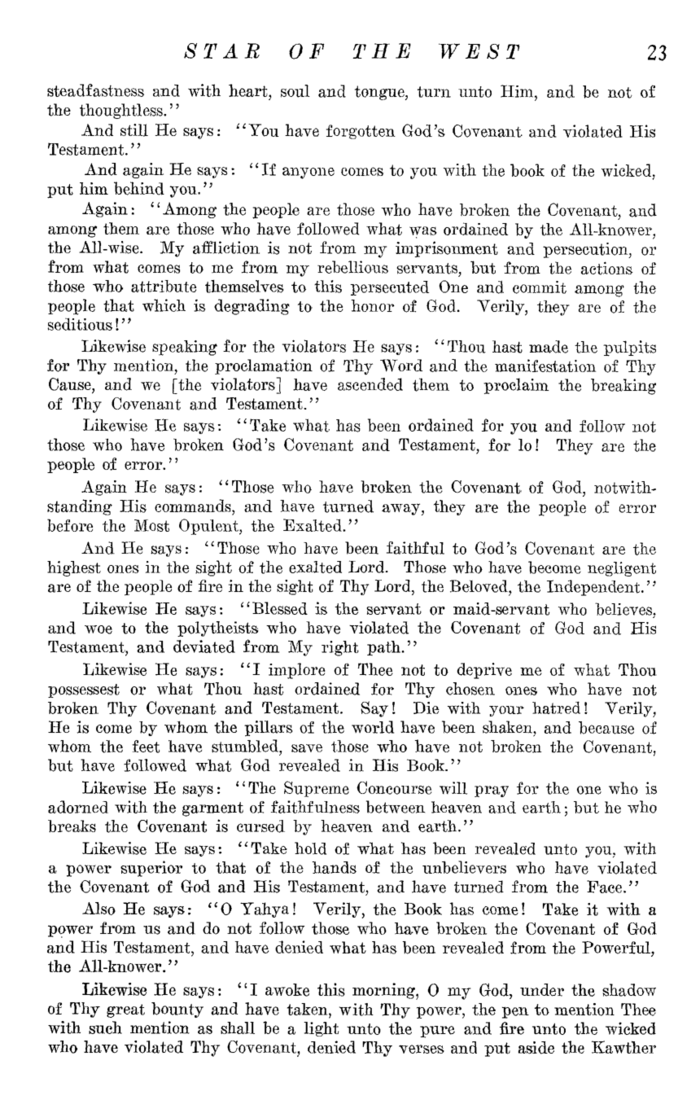 STAR OF THE WEST 23
steadfastness and with heart, soul and tongue, turn unto Him, and be not of
the thoughtless.''
And still He says: ''You have forgotten God's Covenant and violated His
Testament.''
And again He says: ''If anyone comes to you with the book of the wicked,
put him behind you.''
Again: ''Among the people are those who have broken the Covenant, and
among them are those who have followed what was ordained by the All-knower,
the All-wise. My affliction is not from my imprisonment and persecution, or
from what comes to me from my rebellious servants, but from the actions of
those who attribute themselves to this persecuted One and commit among the
people that which is degrading to the honor of God. Verily, they are of the
seditious!''
Likewise speaking for the violators He says: ''Thou hast made the pulpits
for Thy mention, the proclamation of Thy Word and the manifestation of Thy
Cause, and we [the violators] have ascended them to proclaim the breaking
of Thy Covenant and Testament.''
Likewise He says: ''Take what has been ordained for you and follow not
those who have broken God's Covenant and Testament, for lo! They are the
people of error.''
Again He says: ''Those who have broken the Covenant of God, notwith-
standing His commands, and have turned away, they are the people of error
before the Most Opulent, the Exalted.''
And He says: ''Those who have been faithful to God's Covenant are the
highest ones in the sight of the exalted Lord. Those who have become negligent
are of the people of fire in the sight of Thy Lord, the Beloved, the Independent.''
Likewise He says: ''Blessed is the servant or maid-servant who believes,
and woe to the polytheists who have violated the Covenant of God and His
Testament, and deviated from My right path.''
Likewise He says: ''I implore of Thee not to deprive me of what Thou
possessest or what Thou hast ordained for Thy chosen ones who have not
broken Thy Covenant and Testament. Say! Die with your hatred! Verily,
He is come by whom the pillars of the world have been shaken, and because of
whom the feet have stumbled, save those who have not broken the Covenant,
but have followed what God revealed in His Book.''
Likewise He says: ''The Supreme Concourse will pray for the one who is
adorned with the garment of faithfulness between heaven and earth; but he who
breaks the Covenant is cursed by heaven and earth.''
Likewise He says: ''Take hold of what has been revealed unto you, with
a power superior to that of the hands of the unbelievers who have violated
the Covenant of God and His Testament, and have turned from the Face.''
Also He says: ''O Yahya! Verily, the Book has come! Take it with a
power from us and do not follow those who have broken the Covenant of God
and His Testament, and have denied what has been revealed from the Powerful,
the All-knower.''
Likewise He says: ''I awoke this morning, O my God, under the shadow
of Thy great bounty and have taken, with Thy power, the pen to mention Thee
with such mention as shall be a light unto the pure and fire unto the wicked
who have violated Thy Covenant, denied Thy verses and put aside the Kawther